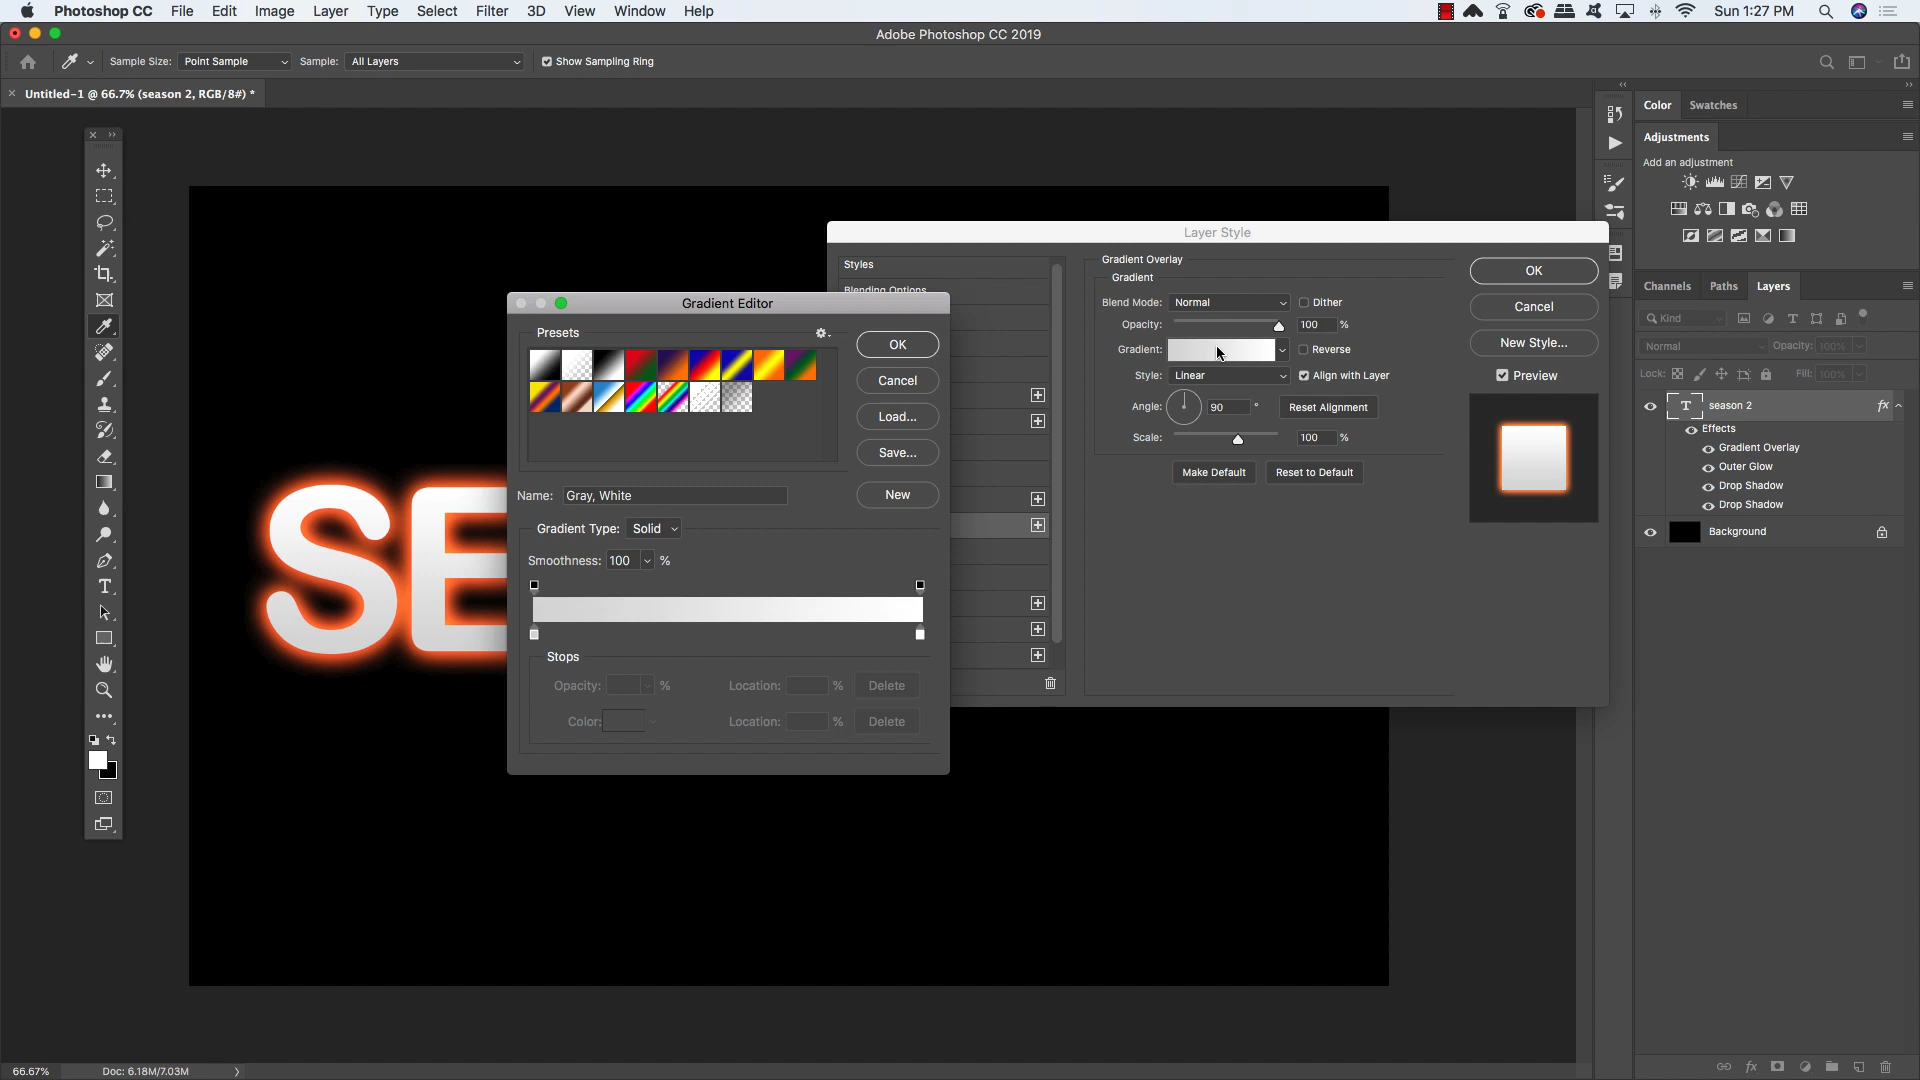 Photoshop CC File Edit Image Layer Type Select Filter 3D View Window Help Sun 1:27 PM
Adobe Photoshop CC 2019
Sample Size: Point Sample Sample: All Layers Show Sampling Ring
Untitled-1 @ 66.7% (season 2, RGB/8#) *
Color Swatches
Adjustments
Add an adjustment
Channels Paths Layers
Kind
Normal Opacity: 100%
Lock: Fill: 100%
T season 2 fx
Effects
Gradient Overlay
Outer Glow
Drop Shadow
Drop Shadow
Background
Layer Style
Styles
Blending Options
Gradient Overlay
Gradient
Blend Mode: Normal Dither
Opacity: 100 %
Gradient: Reverse
Style: Linear Align with Layer
Angle: 90 ° Reset Alignment
Scale: 100 %
Make Default Reset to Default
OK
Cancel
New Style...
Preview
Gradient Editor
Presets
OK
Cancel
Load...
Save...
Name: Gray, White New
Gradient Type: Solid
Smoothness: 100 %
Stops
Opacity: % Location: % Delete
Color: Location: % Delete
SE
66.67% Doc: 6.18M/7.03M